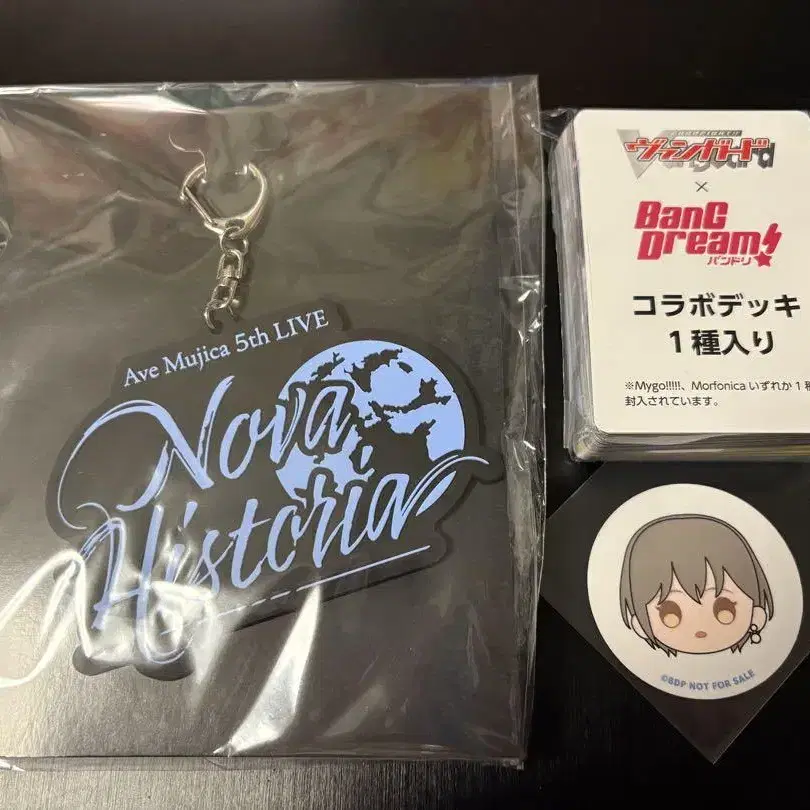 Ave Mujica 5th LIVE
Nova
Historia
ヴァンガード
×
BanG
Dream!
バンドリ
コラボデッキ
1種入り
※Mygo!!!!!、Morfonica いずれか1種
封入されています。
©BDP NOT FOR SALE